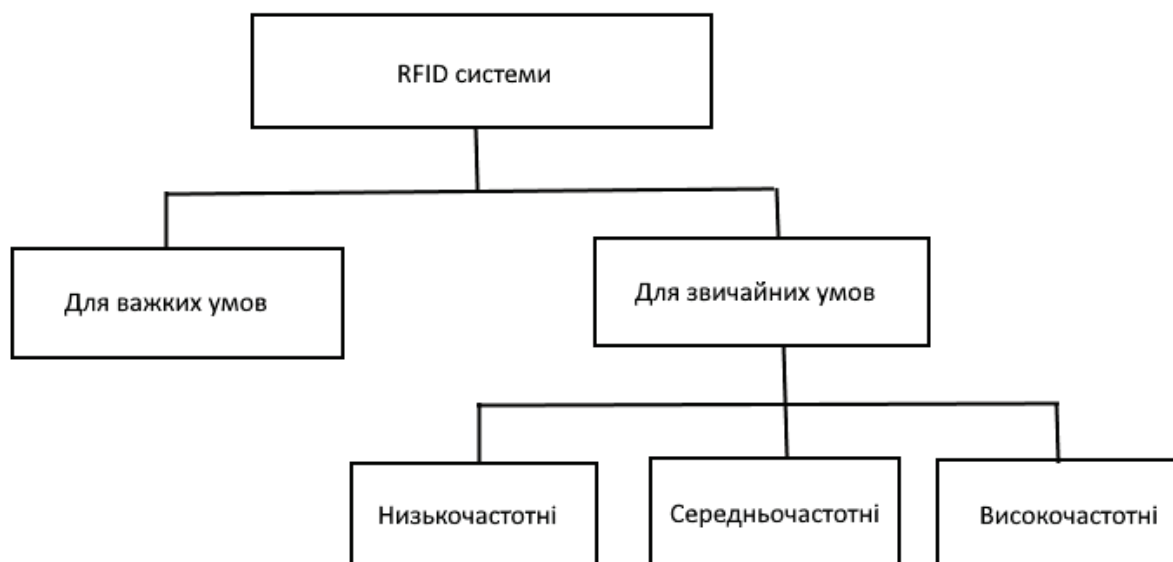 RFID системи
Для важких умов
Для звичайних умов
Низькочастотні
Середньочастотні
Високочастотні